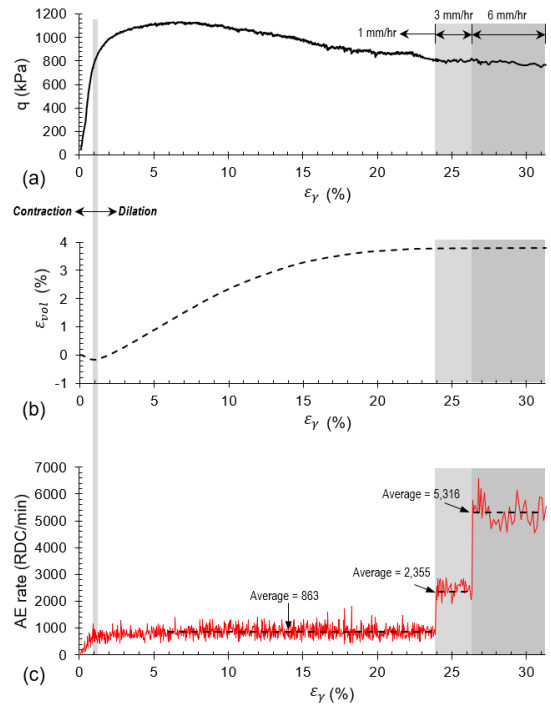 1 mm/hr
3 mm/hr
6 mm/hr
1200
1000
800
600
400
200
0
q (kPa)
0 5 10 15 20 25 30
(a)
ε𝛾 (%)
Contraction
Dilation
4
3
2
1
0
-1
εvol (%)
0 5 10 15 20 25 30
(b)
ε𝛾 (%)
7000
6000
5000
4000
3000
2000
1000
0
AE rate (RDC/min)
Average = 5,316
Average = 2,355
Average = 863
0 5 10 15 20 25 30
(c)
ε𝛾 (%)